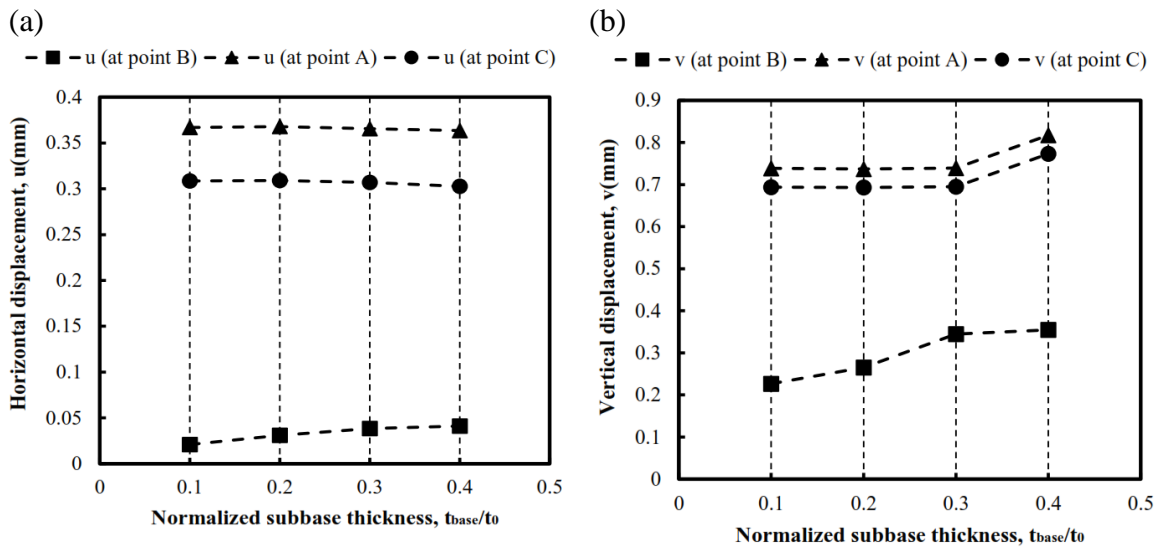 (a)
u (at point B) u (at point A) u (at point C)
0.4
0.35
0.3
0.25
0.2
0.15
0.1
0.05
0
Horizontal displacement, u(mm)
0 0.1 0.2 0.3 0.4 0.5
Normalized subbase thickness, tbase/t0
(b)
v (at point B) v (at point A) v (at point C)
0.9
0.8
0.7
0.6
0.5
0.4
0.3
0.2
0.1
0
Vertical displacement, v(mm)
0 0.1 0.2 0.3 0.4 0.5
Normalized subbase thickness, tbase/t0